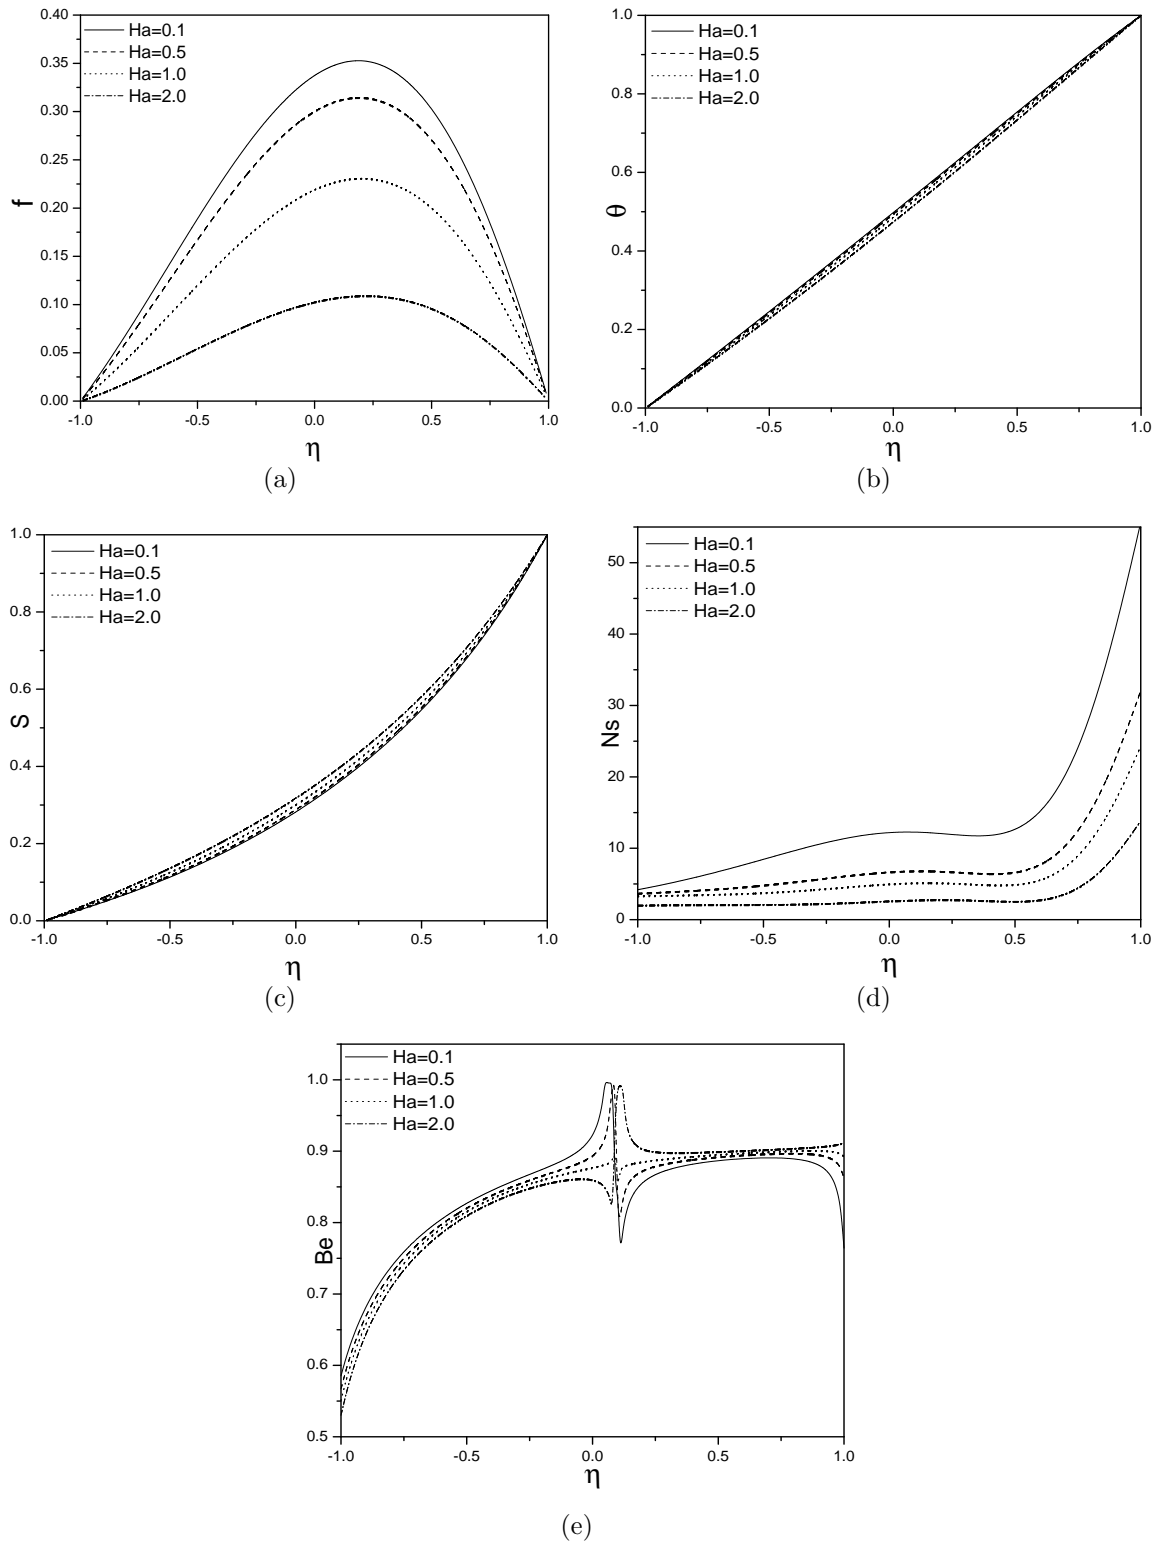 0.40
0.35
0.30
0.25
0.20
0.15
0.10
0.05
0.00
f
Ha=0.1
Ha=0.5
Ha=1.0
Ha=2.0
-1.0 -0.5 0.0 0.5 1.0
η
(a)
1.0
0.8
0.6
0.4
0.2
0.0
θ
Ha=0.1
Ha=0.5
Ha=1.0
Ha=2.0
-1.0 -0.5 0.0 0.5 1.0
η
(b)
1.0
0.8
0.6
0.4
0.2
0.0
S
Ha=0.1
Ha=0.5
Ha=1.0
Ha=2.0
-1.0 -0.5 0.0 0.5 1.0
η
(c)
50
40
30
20
10
0
Ns
Ha=0.1
Ha=0.5
Ha=1.0
Ha=2.0
-1.0 -0.5 0.0 0.5 1.0
η
(d)
1.0
0.9
0.8
0.7
0.6
0.5
Be
Ha=0.1
Ha=0.5
Ha=1.0
Ha=2.0
-1.0 -0.5 0.0 0.5 1.0
η
(e)